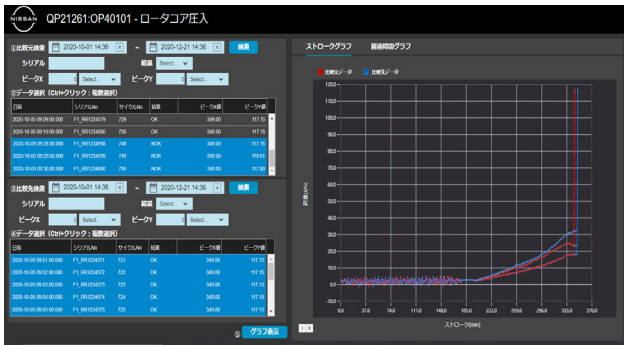 NISSAN QP21261:OP40101 - ロータコア圧入
①比較元検索 2020-10-01 14:36 × ~ 2020-12-21 14:36 × 検索
シリアル 結果 Select...
ピークX 0 Select... ピークY 0 Select...
②データ選択 (Ctrl+クリック：複数選択)
日時 シリアルNo サイクルNo 結果 ピークX値 ピークY値
2020-10-05 09:09:00.000 F1_RR1234579 729 OK 349.00 117.15
2020-10-05 09:10:00.000 F1_RR1234580 730 OK 349.00 117.15
2020-10-05 09:28:00.000 F1_RR1234598 748 NOK 349.00 117.15
2020-10-05 09:29:00.000 F1_RR1234599 749 NOK 349.00
2020-10-05 09:30:00.000 F1_RR1234600 750 NOK 349.00 117.80
③比較先検索 2020-10-01 14:36 × ~ 2020-12-21 14:36 × 検索
シリアル 結果 Select...
ピークX 0 Select... ピークY 0 Select...
④データ選択 (Ctrl+クリック：複数選択)
日時 シリアルNo サイクルNo 結果 ピークX値 ピークY値
2020-10-05 09:01:00.000 F1_RR1234571 721 OK 349.00 117.15
2020-10-05 09:02:00.000 F1_RR1234572 722 OK 349.00 117.15
2020-10-05 09:03:00.000 F1_RR1234573 723 OK 349.00 117.15
2020-10-05 09:04:00.000 F1_RR1234574 724 OK 349.00 117.15
2020-10-05 09:05:00.000 F1_RR1234575 725 OK 349.00 117.15
⑤ グラフ表示
ストロークグラフ 経過時間グラフ
比較元データ 比較先データ
120.0
110.0
100.0
90.0
80.0
70.0
60.0
50.0
40.0
30.0
20.0
10.0
0.0
-10.0
荷重(kN)
0.0 37.0 74.0 111.0 148.0 185.0 222.0 259.0 296.0 333.0 370.0
ストローク(mm)